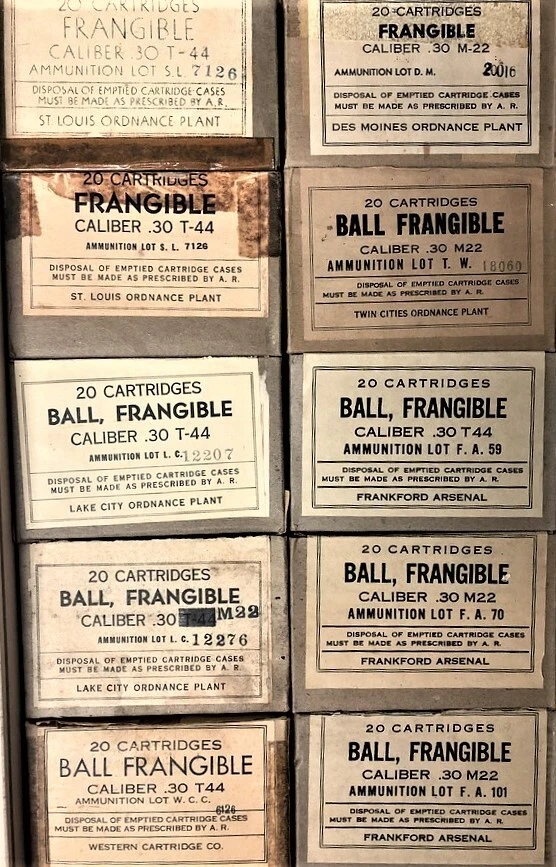 20 CARTRIDGES
FRANGIBLE
CALIBER .30 T-44
AMMUNITION LOT S.L. 7126
DISPOSAL OF EMPTIED CARTRIDGE CASES
MUST BE MADE AS PRESCRIBED BY A.R.
ST LOUIS ORDNANCE PLANT
20 CARTRIDGES
FRANGIBLE
CALIBER .30 T-44
AMMUNITION LOT S. L. 7126
DISPOSAL OF EMPTIED CARTRIDGE CASES
MUST BE MADE AS PRESCRIBED BY A. R.
ST. LOUIS ORDNANCE PLANT
20 CARTRIDGES
BALL, FRANGIBLE
CALIBER .30 T-44
AMMUNITION LOT L. C. 12207
DISPOSAL OF EMPTIED CARTRIDGE CASES
MUST BE MADE AS PRESCRIBED BY A. R.
LAKE CITY ORDNANCE PLANT
20 CARTRIDGES
BALL, FRANGIBLE
CALIBER .30 T-44 M22
AMMUNITION LOT L. C. 12276
DISPOSAL OF EMPTIED CARTRIDGE CASES
MUST BE MADE AS PRESCRIBED BY A. R.
LAKE CITY ORDNANCE PLANT
20 CARTRIDGES
BALL FRANGIBLE
CALIBER .30 T44
AMMUNITION LOT W. C. C.
6126
DISPOSAL OF EMPTIED CARTRIDGE CASES
MUST BE MADE AS PRESCRIBED BY A. R.
WESTERN CARTRIDGE CO.
20 CARTRIDGES
FRANGIBLE
CALIBER .30 M-22
AMMUNITION LOT D. M. 20016
DISPOSAL OF EMPTIED CARTRIDGE CASES
MUST BE MADE AS PRESCRIBED BY A. R.
DES MOINES ORDNANCE PLANT
20 CARTRIDGES
BALL FRANGIBLE
CALIBER .30 M22
AMMUNITION LOT T. W. 18060
DISPOSAL OF EMPTIED CARTRIDGE CASES
MUST BE MADE AS PRESCRIBED BY A. R.
TWIN CITIES ORDNANCE PLANT
20 CARTRIDGES
BALL, FRANGIBLE
CALIBER .30 T44
AMMUNITION LOT F. A. 59
DISPOSAL OF EMPTIED CARTRIDGE CASES
MUST BE MADE AS PRESCRIBED BY A. R.
FRANKFORD ARSENAL
20 CARTRIDGES
BALL, FRANGIBLE
CALIBER .30 M22
AMMUNITION LOT F. A. 70
DISPOSAL OF EMPTIED CARTRIDGE CASES
MUST BE MADE AS PRESCRIBED BY A. R.
FRANKFORD ARSENAL
20 CARTRIDGES
BALL, FRANGIBLE
CALIBER .30 M22
AMMUNITION LOT F. A. 101
DISPOSAL OF EMPTIED CARTRIDGE CASES
MUST BE MADE AS PRESCRIBED BY A. R.
FRANKFORD ARSENAL